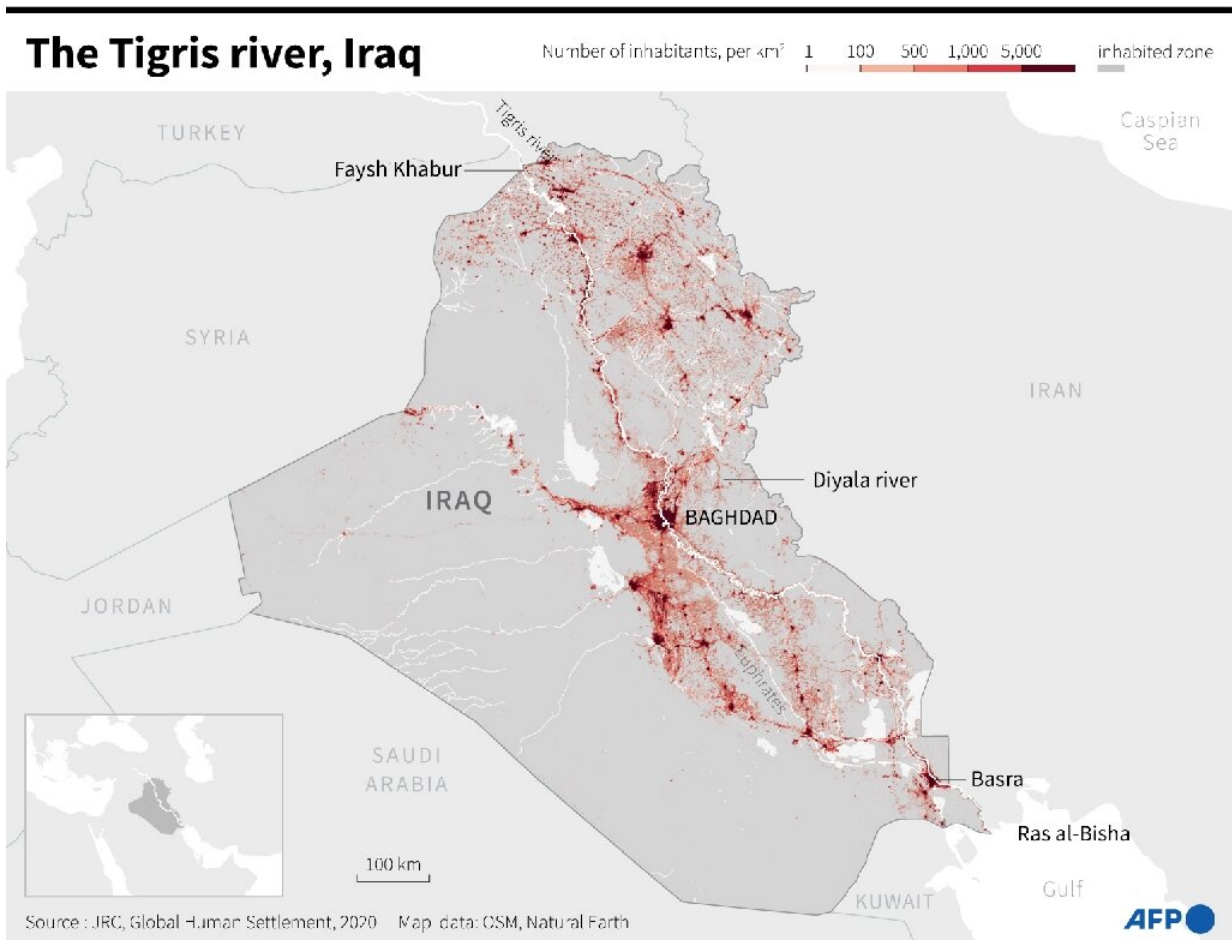 The Tigris river, Iraq
Number of inhabitants, per km²
1 100 500 1,000 5,000
inhabited zone
Caspian
Sea
TURKEY
Tigris river
Faysh Khabur
SYRIA
IRAN
IRAQ
Diyala river
BAGHDAD
JORDAN
Euphrates
SAUDI
ARABIA
Basra
Ras al-Bisha
100 km
KUWAIT
Gulf
Source : JRC, Global Human Settlement, 2020 Map data: OSM, Natural Earth
AFP